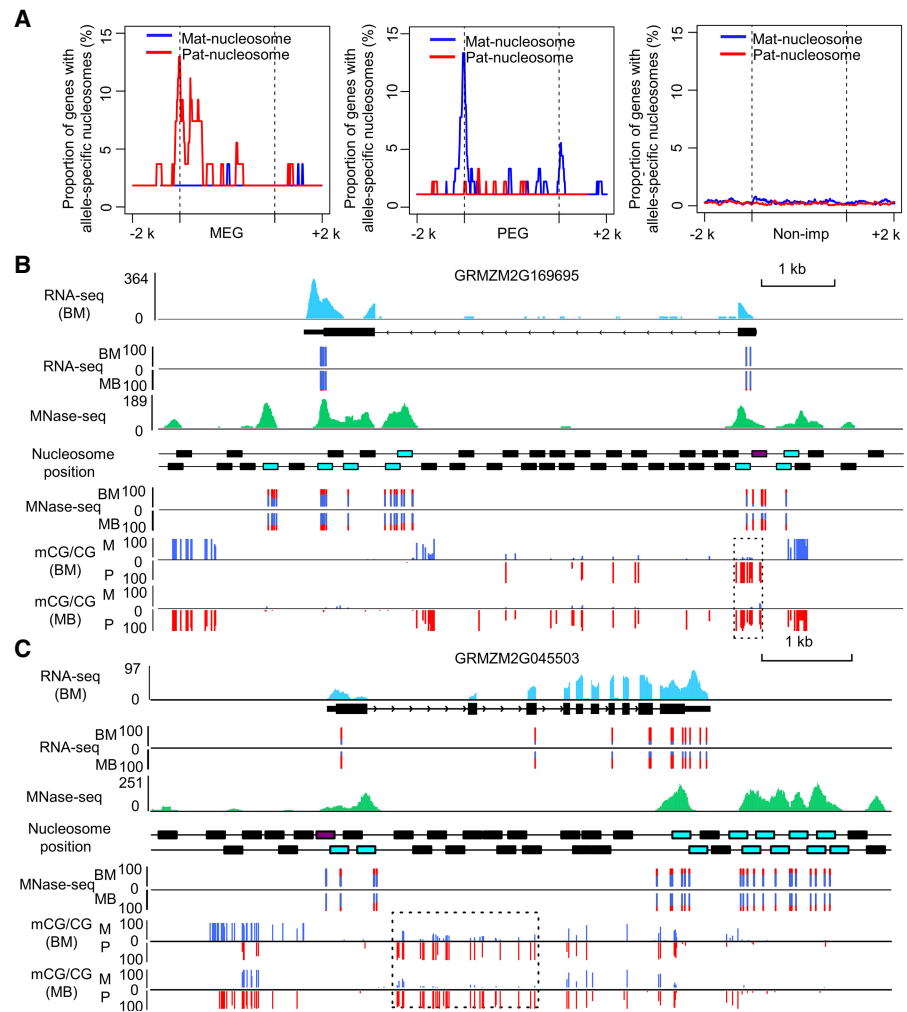 A
Proportion of genes with
allele-specific nucleosomes (%)
15
10
5
0
Mat-nucleosome
Pat-nucleosome
-2 k
MEG
+2 k
Proportion of genes with
allele-specific nucleosomes (%)
15
10
5
0
Mat-nucleosome
Pat-nucleosome
-2 k
PEG
+2 k
Proportion of genes with
allele-specific nucleosomes (%)
15
10
5
0
Mat-nucleosome
Pat-nucleosome
-2 k
Non-imp
+2 k
B
GRMZM2G169695
1 kb
RNA-seq
(BM)
364
0
RNA-seq
BM 100
0
MB 100
MNase-seq
189
0
Nucleosome
position
MNase-seq
BM 100
0
MB 100
mCG/CG
(BM)
M 100
0
P 100
mCG/CG
(MB)
M 100
0
P 100
1 kb
C
GRMZM2G045503
RNA-seq
(BM)
97
0
RNA-seq
BM 100
0
MB 100
MNase-seq
251
0
Nucleosome
position
MNase-seq
BM 100
0
MB 100
mCG/CG
(BM)
M 100
0
P 100
mCG/CG
(MB)
M 100
0
P 100